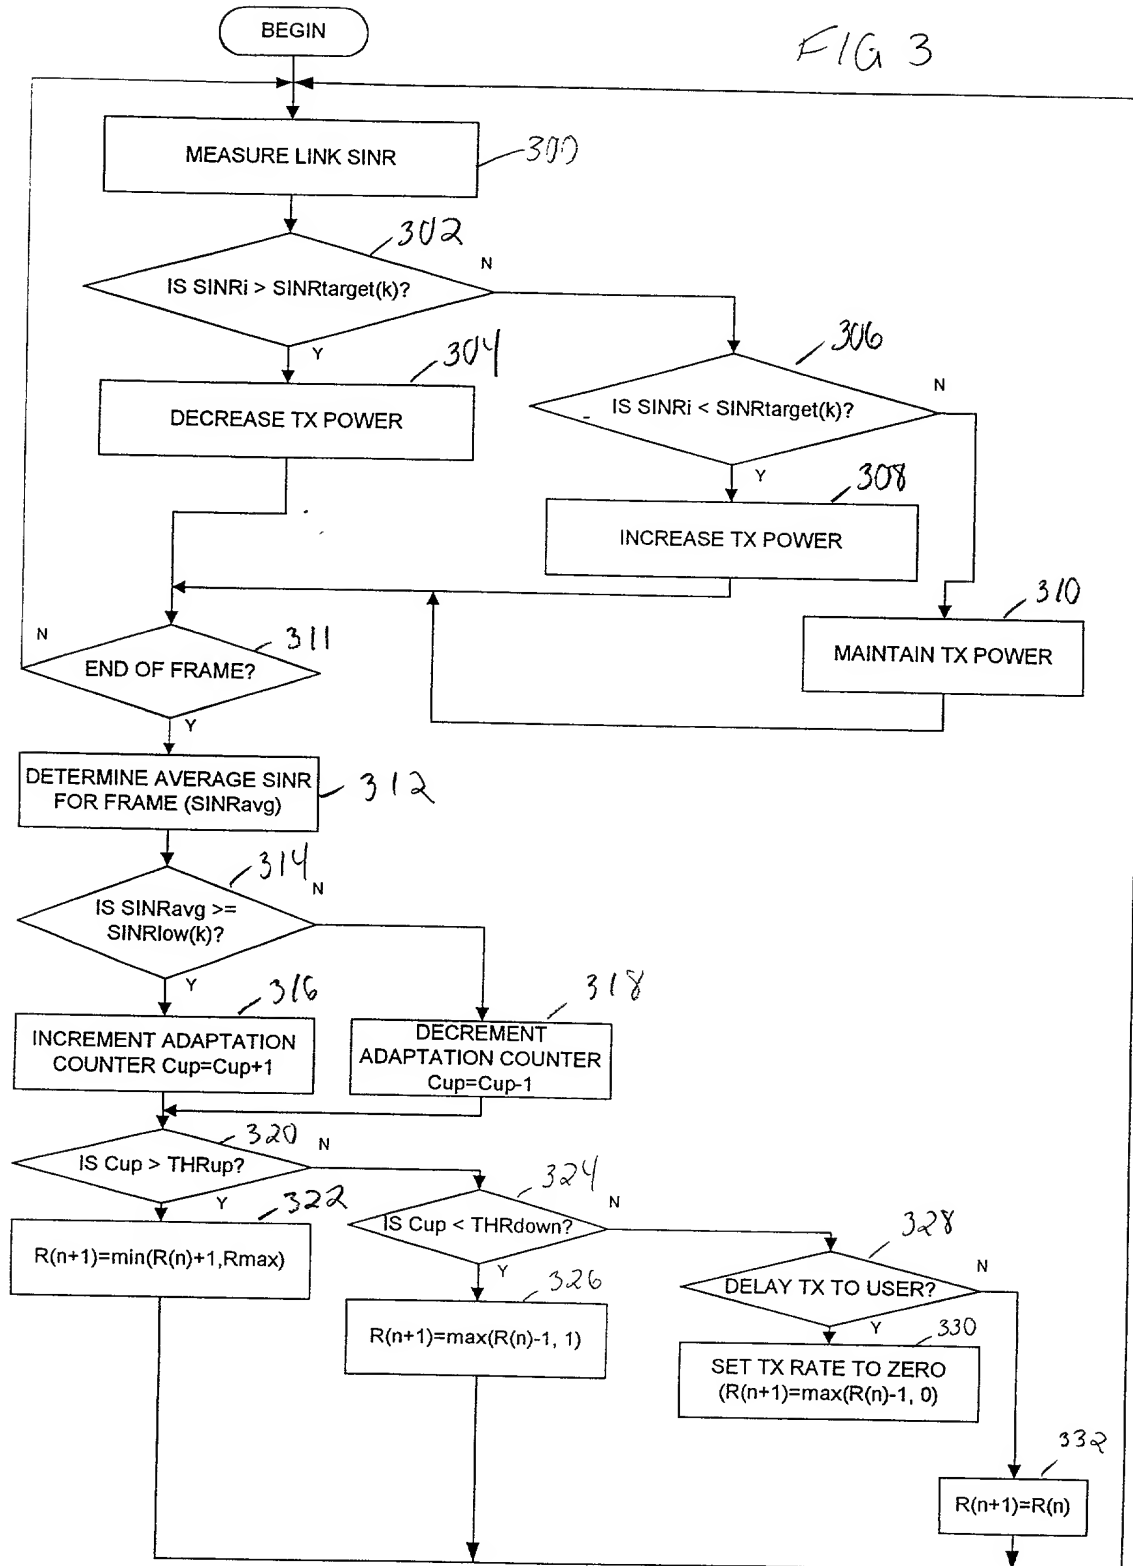 FIG 3
BEGIN
MEASURE LINK SINR
300
302
IS SINRi > SINRtarget(k)?
N
Y
304
DECREASE TX POWER
306
IS SINRi < SINRtarget(k)?
N
Y
308
INCREASE TX POWER
310
MAINTAIN TX POWER
N
311
END OF FRAME?
Y
DETERMINE AVERAGE SINR
FOR FRAME (SINRavg)
312
314
N
IS SINRavg >=
SINRlow(k)?
Y
316
INCREMENT ADAPTATION
COUNTER Cup=Cup+1
318
DECREMENT
ADAPTATION COUNTER
Cup=Cup-1
320
N
IS Cup > THRup?
Y
322
R(n+1)=min(R(n)+1,Rmax)
324
N
IS Cup < THRdown?
Y
326
R(n+1)=max(R(n)-1, 1)
328
N
DELAY TX TO USER?
Y
330
SET TX RATE TO ZERO
(R(n+1)=max(R(n)-1, 0)
332
R(n+1)=R(n)